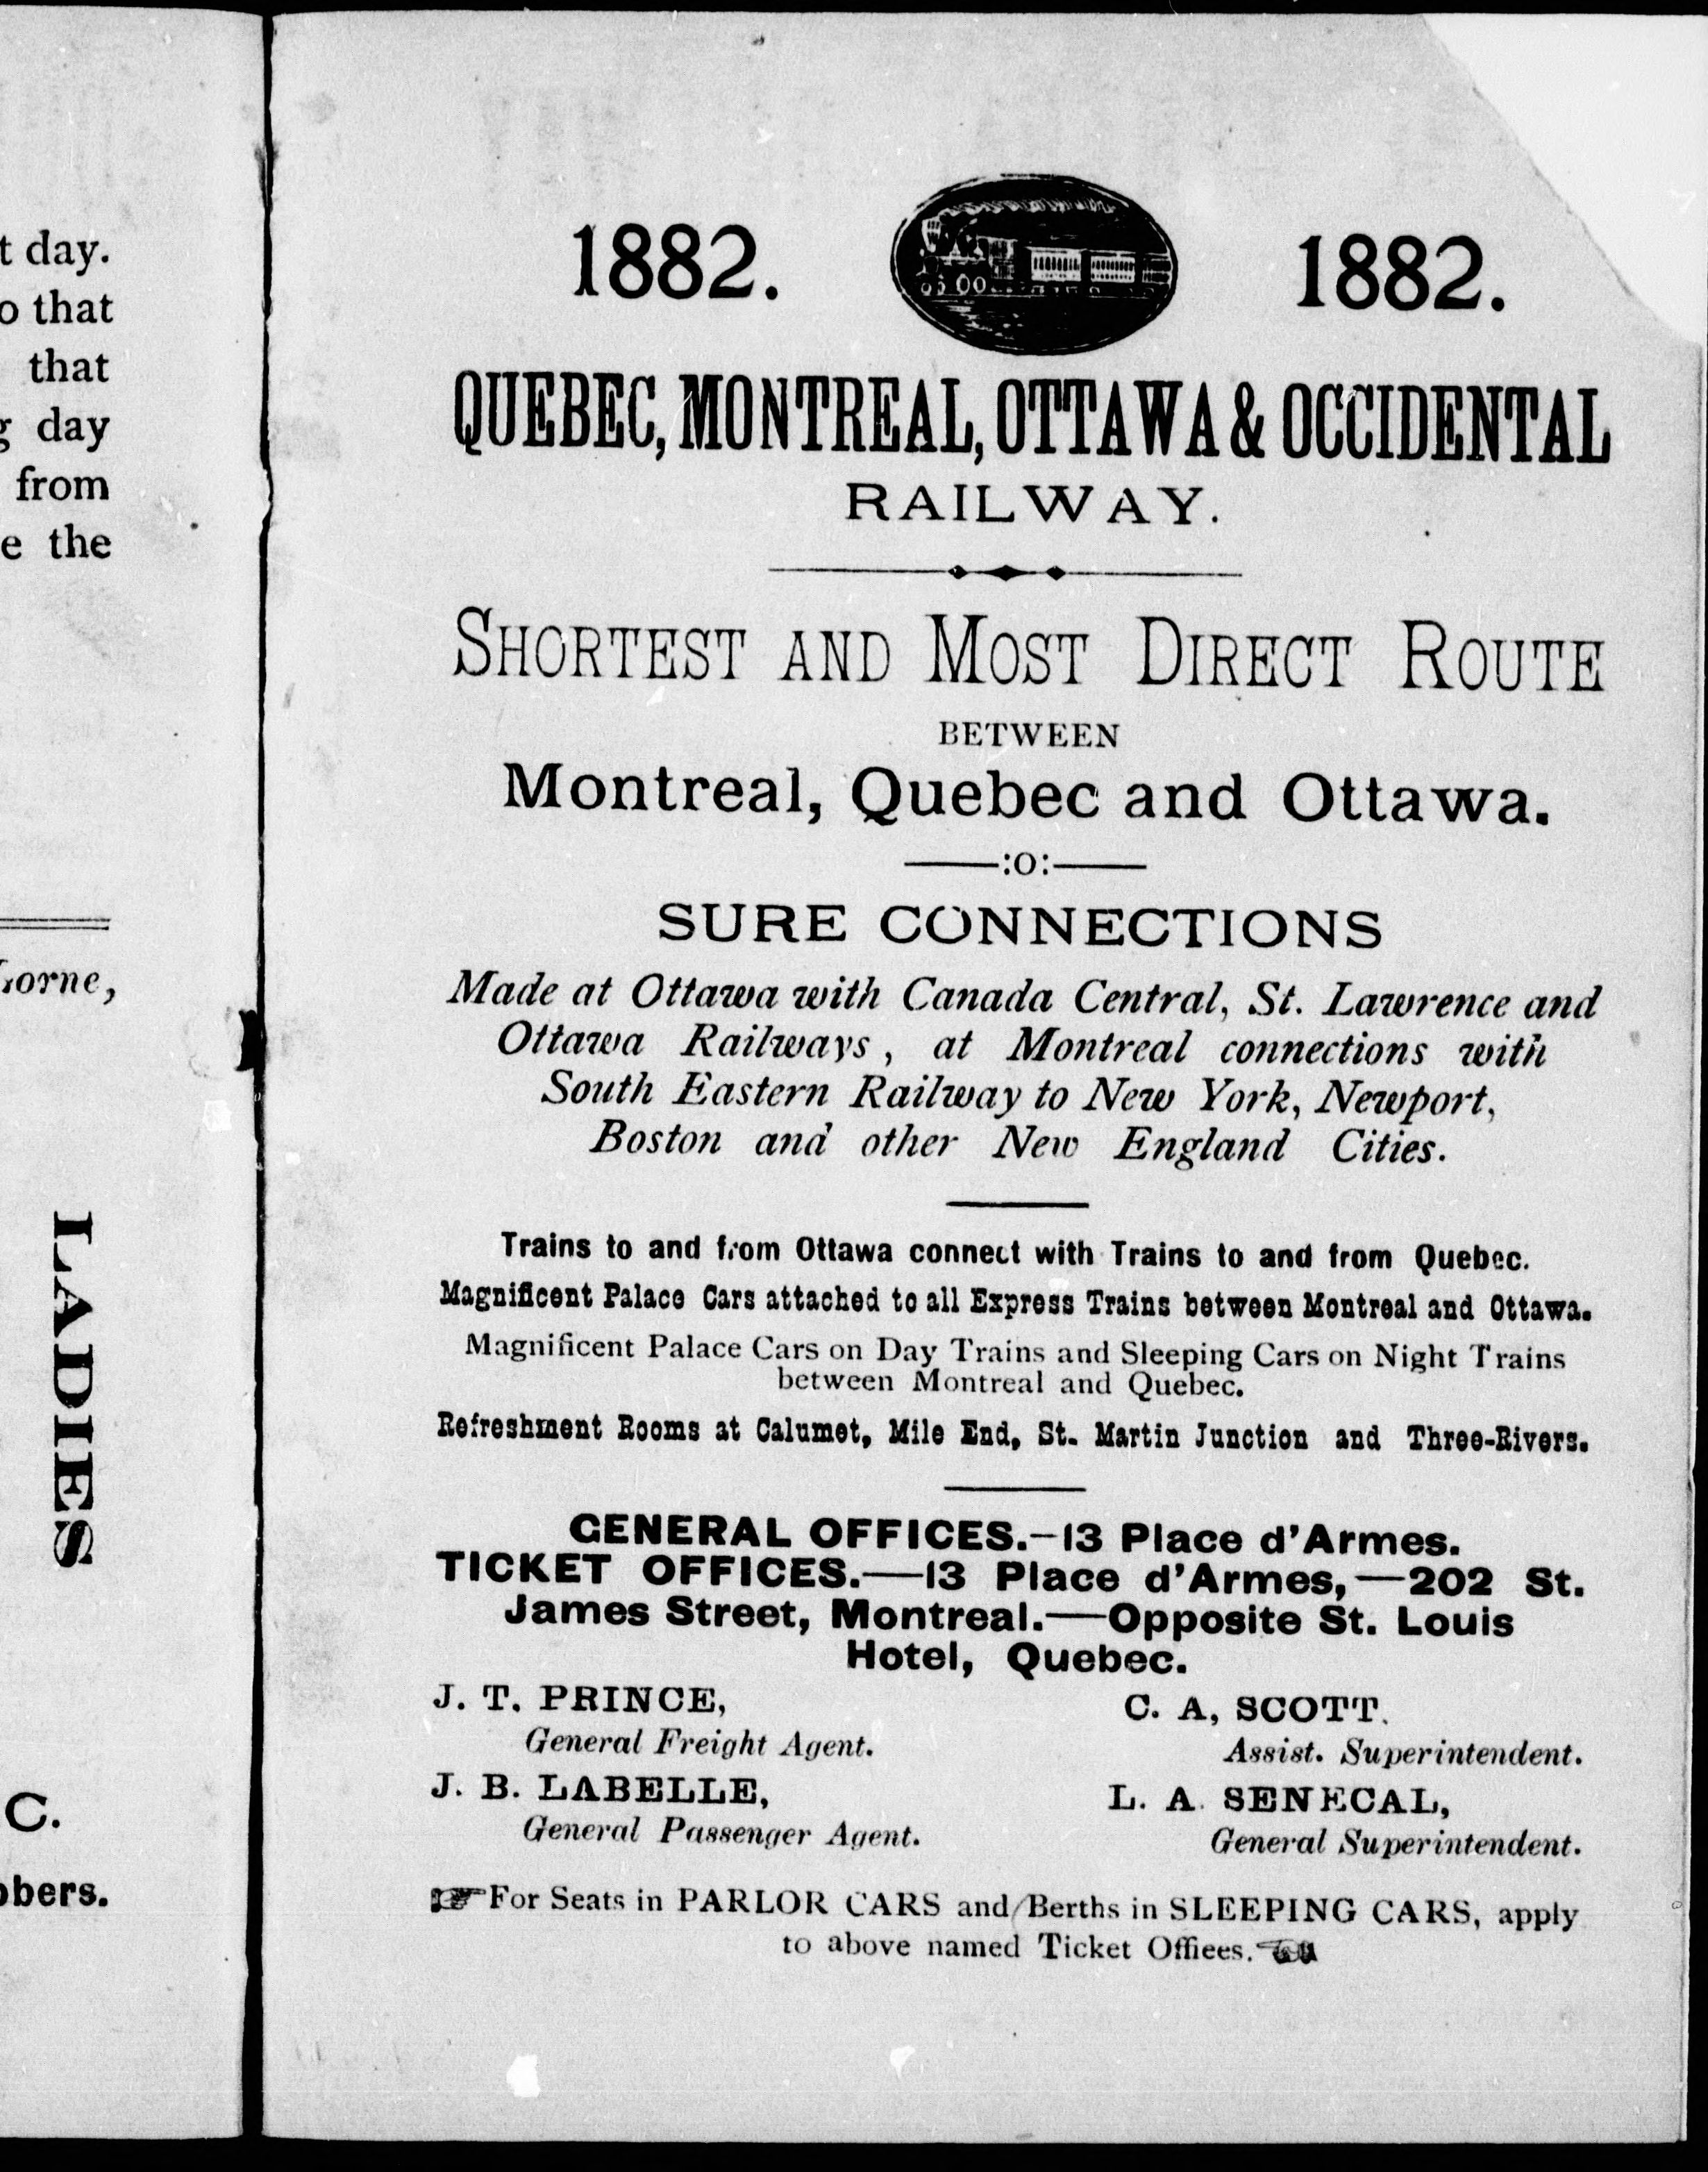 t day.
o that
that
g day
from
e the
Lorne,
LADIES
C.
bbers.
1882. 1882.
QUEBEC, MONTREAL, OTTAWA & OCCIDENTAL
RAILWAY.
SHORTEST AND MOST DIRECT ROUTE
BETWEEN
Montreal, Quebec and Ottawa.
:o:
SURE CONNECTIONS
Made at Ottawa with Canada Central, St. Lawrence and
Ottawa Railways, at Montreal connections with
South Eastern Railway to New York, Newport,
Boston and other New England Cities.
Trains to and from Ottawa connect with Trains to and from Quebec.
Magnificent Palace Cars attached to all Express Trains between Montreal and Ottawa.
Magnificent Palace Cars on Day Trains and Sleeping Cars on Night Trains
between Montreal and Quebec.
Refreshment Rooms at Calumet, Mile End, St. Martin Junction and Three-Rivers.
GENERAL OFFICES.—13 Place d'Armes.
TICKET OFFICES.—13 Place d'Armes,—202 St.
James Street, Montreal.—Opposite St. Louis
Hotel, Quebec.
J. T. PRINCE, C. A, SCOTT.
General Freight Agent. Assist. Superintendent.
J. B. LABELLE, L. A. SENECAL,
General Passenger Agent. General Superintendent.
☞For Seats in PARLOR CARS and Berths in SLEEPING CARS, apply
to above named Ticket Offiees.☜